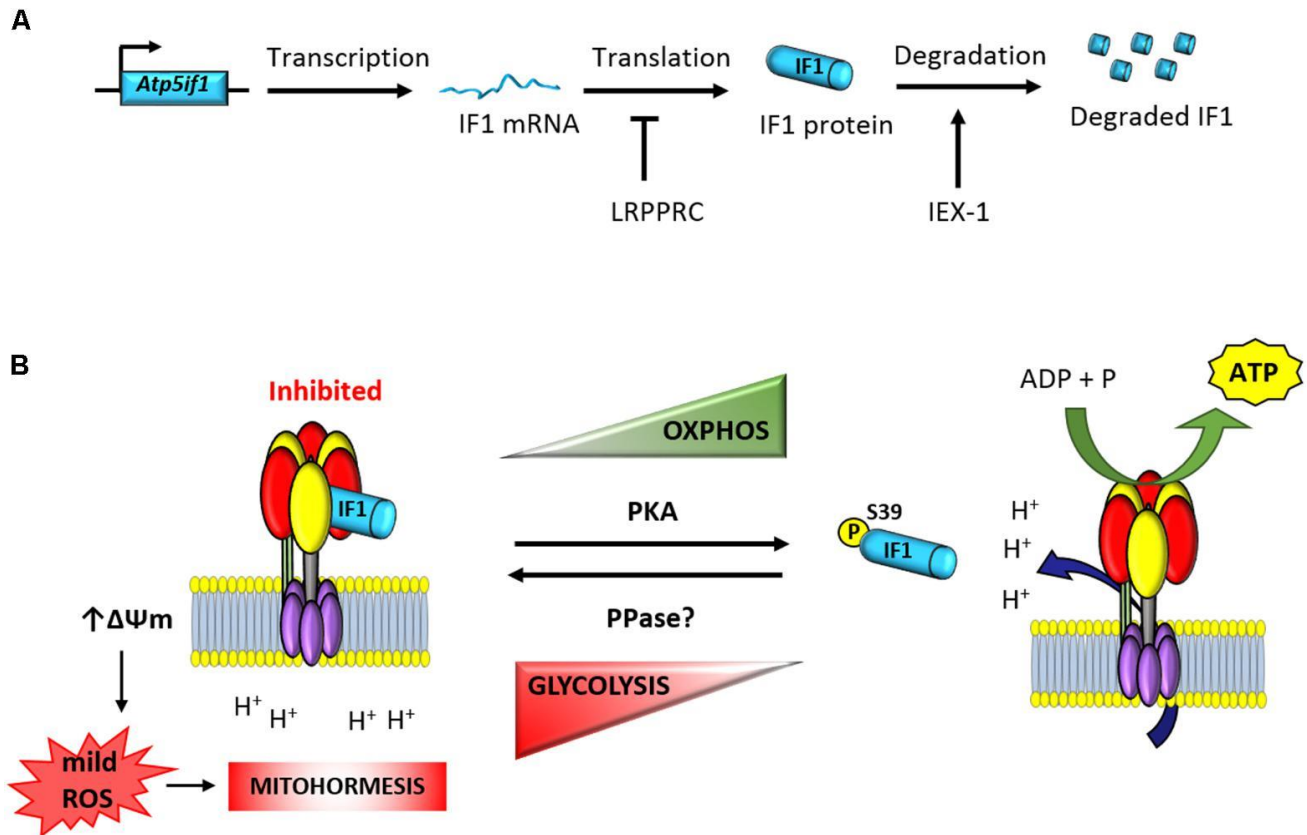 A
Atp5if1
Transcription
IF1 mRNA
Translation
LRPPRC
IF1
IF1 protein
Degradation
IEX-1
Degraded IF1
B
Inhibited
IF1
↑ΔΨm
H⁺ H⁺ H⁺ H⁺
mild
ROS
MITOHORMESIS
OXPHOS
PKA
PPase?
GLYCOLYSIS
S39
P
IF1
ADP + P
ATP
H⁺
H⁺
H⁺